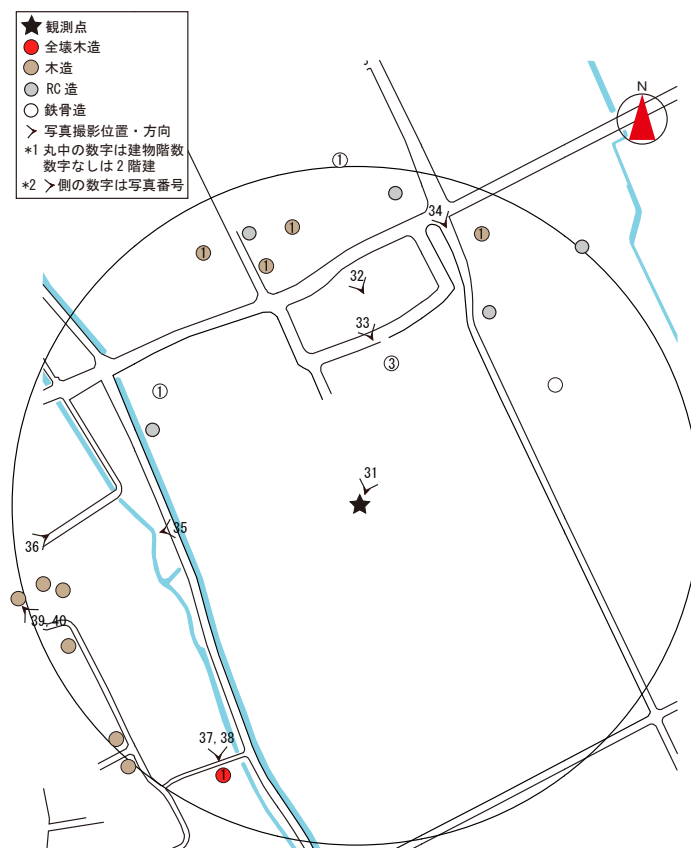 観測点
全壊木造
木造
RC 造
鉄骨造
写真撮影位置・方向
*1 丸中の数字は建物階数
数字なしは2階建
*2 側の数字は写真番号
N
1
34
1
1
1
1
32
33
3
1
31
35
36
39,40
37,38
1